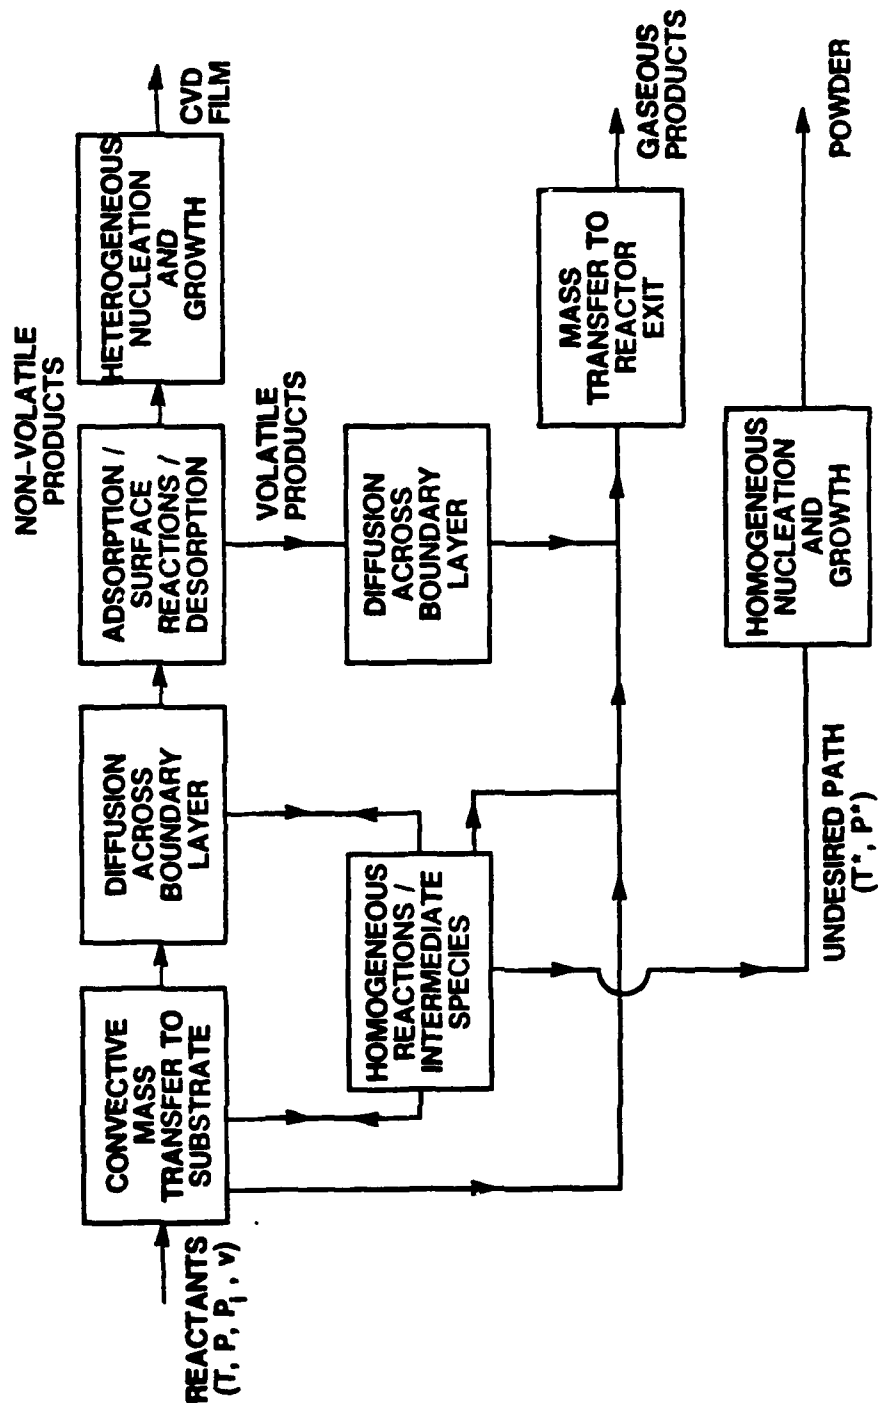 REACTANTS
(T, P, Pi, v)
CONVECTIVE
MASS
TRANSFER TO
SUBSTRATE
DIFFUSION
ACROSS
BOUNDARY
LAYER
NON-VOLATILE
PRODUCTS
ADSORPTION /
SURFACE
REACTIONS /
DESORPTION
HETEROGENEOUS
NUCLEATION
AND
GROWTH
CVD
FILM
VOLATILE
PRODUCTS
HOMOGENEOUS
REACTIONS /
INTERMEDIATE
SPECIES
DIFFUSION
ACROSS
BOUNDARY
LAYER
MASS
TRANSFER TO
REACTOR
EXIT
GASEOUS
PRODUCTS
UNDESIRED PATH
(T*, P*)
HOMOGENEOUS
NUCLEATION
AND
GROWTH
POWDER